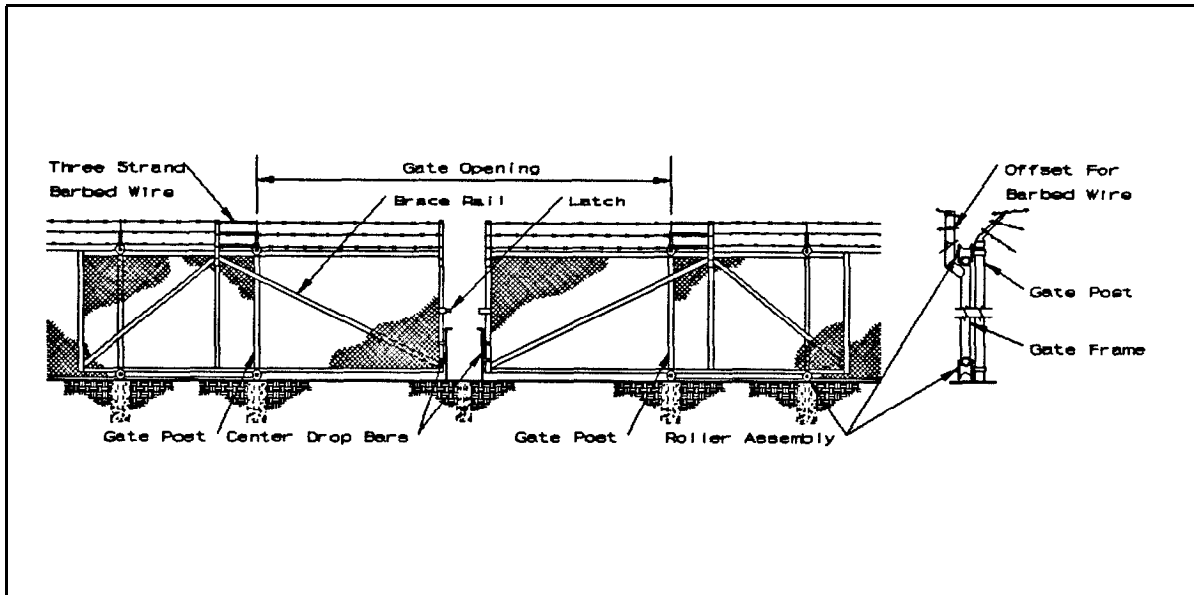 Three Strand
Barbed Wire
Gate Opening
Brace Rail
Latch
Offset For
Barbed Wire
Gate Post
Gate Frame
Gate Post
Center Drop Bars
Gate Post
Roller Assembly